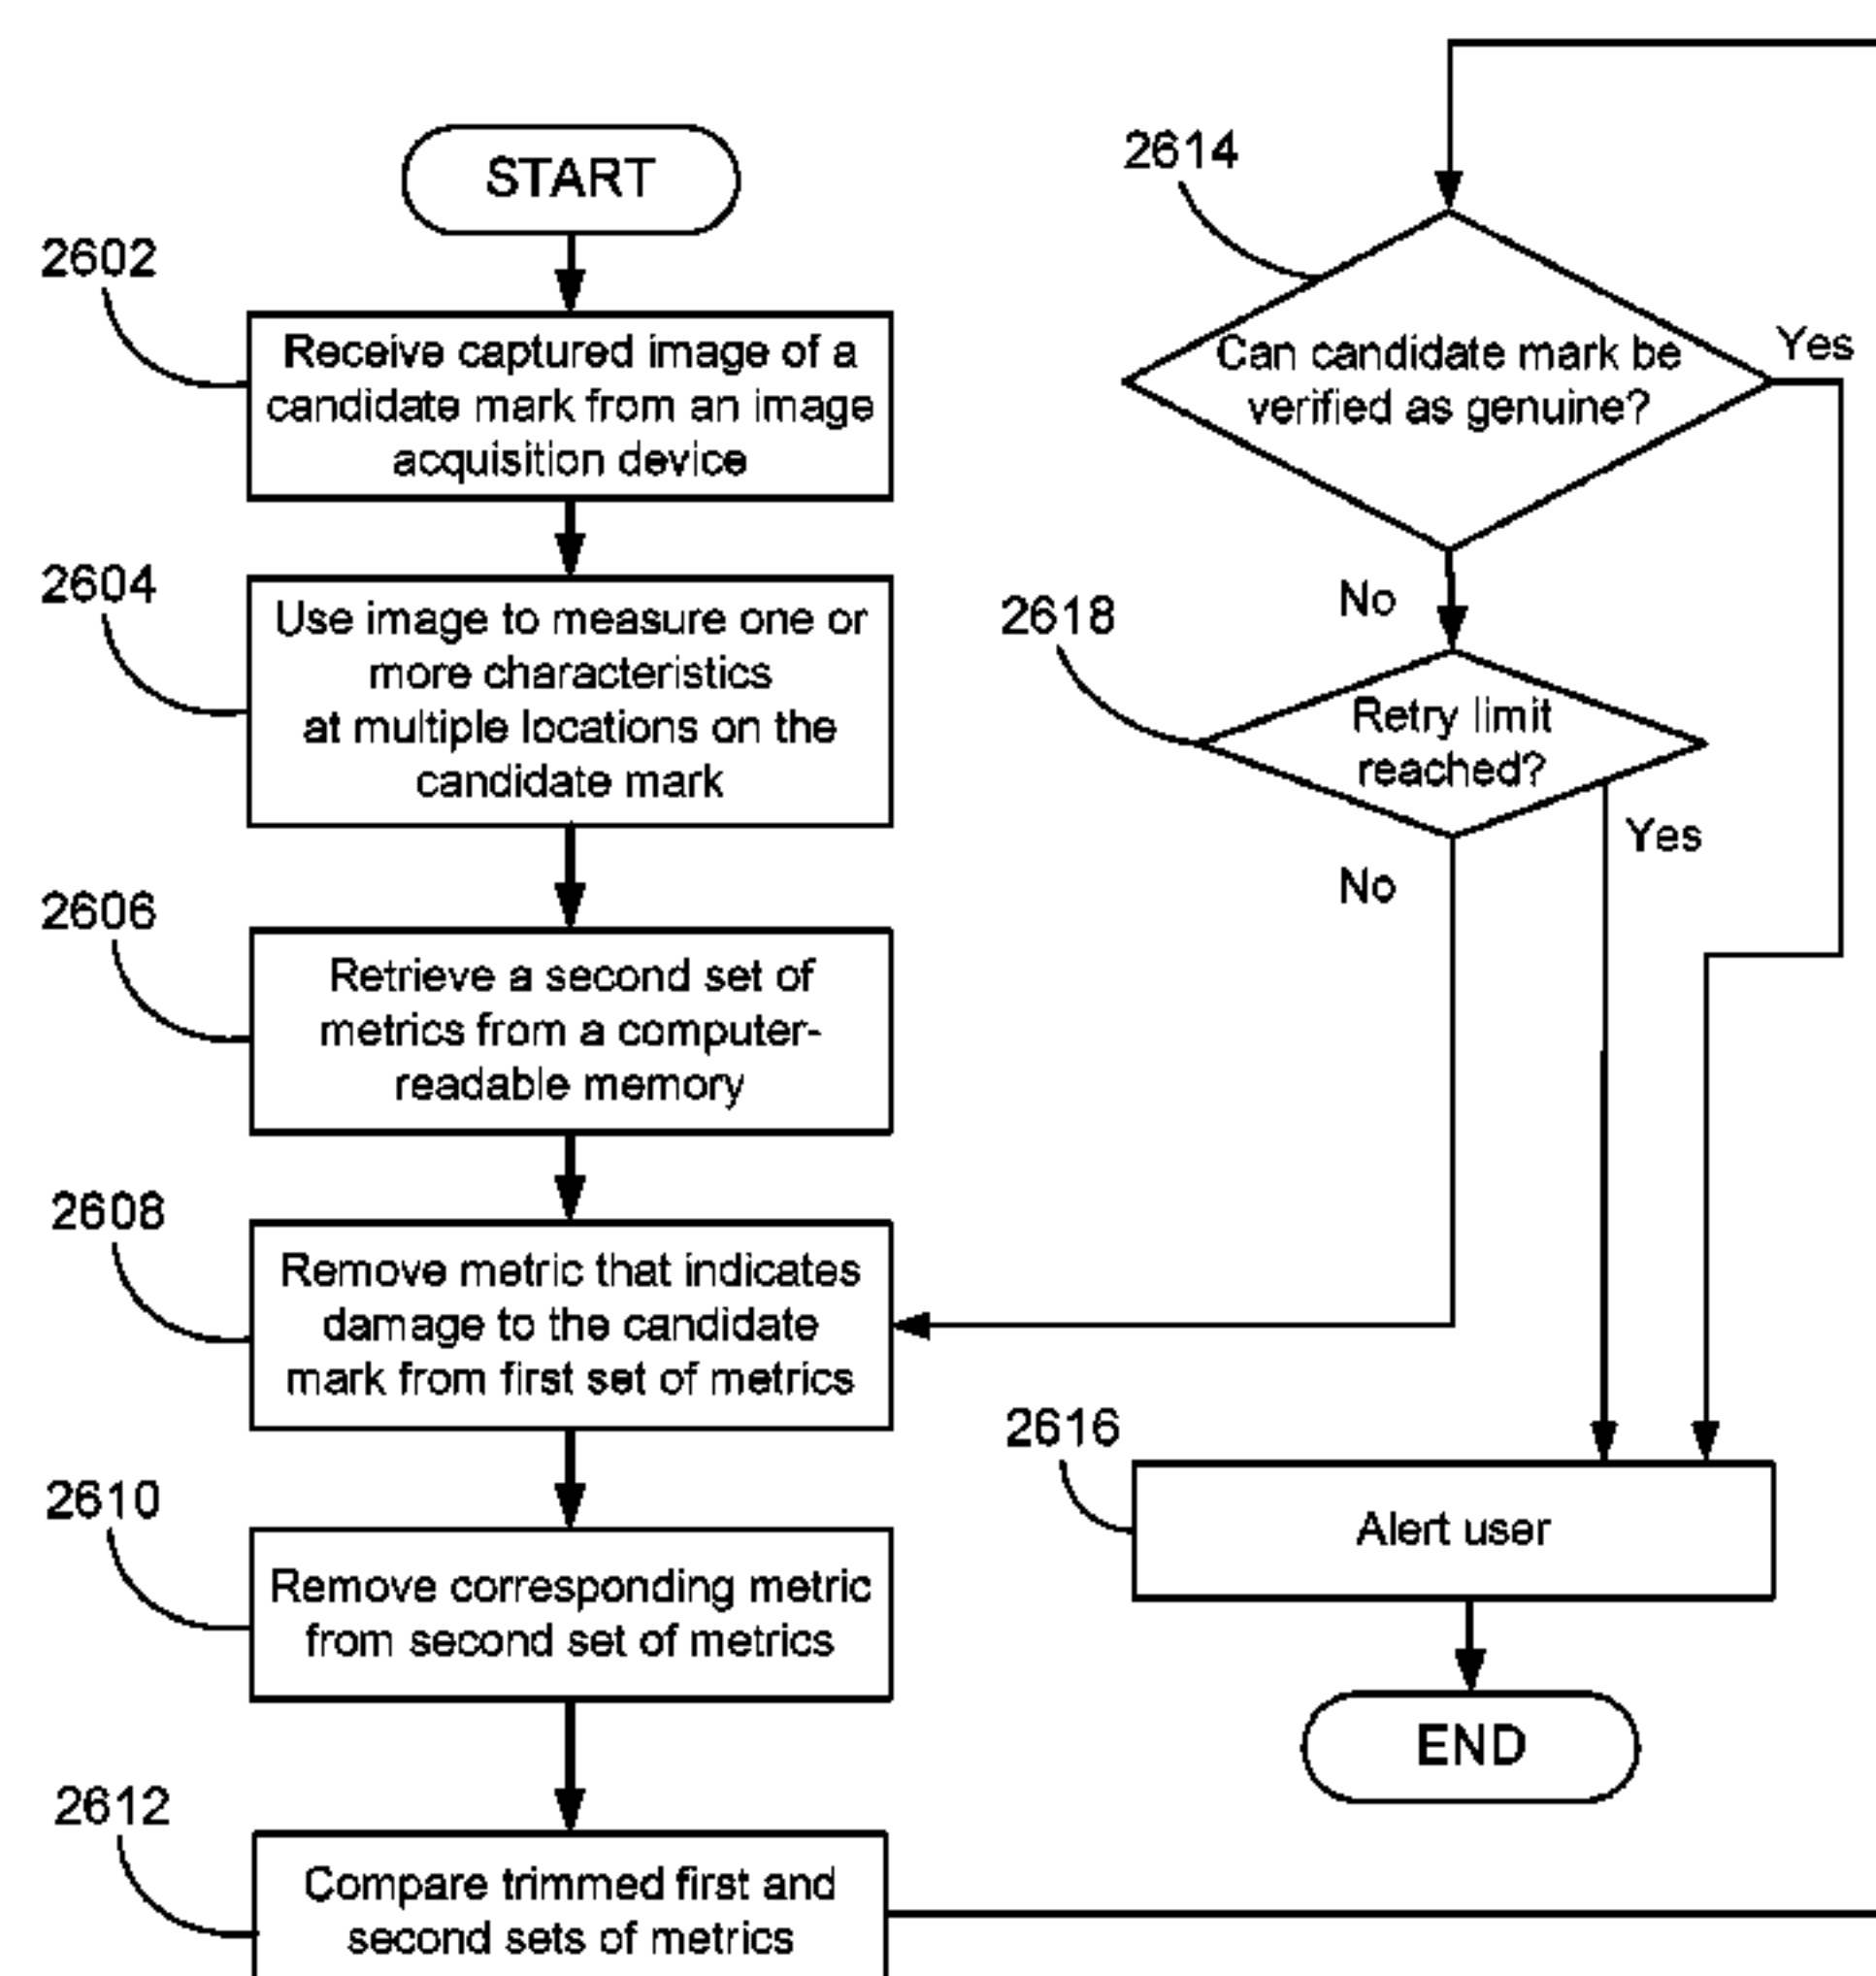 START
2602
Receive captured image of a
candidate mark from an image
acquisition device
2604
Use image to measure one or
more characteristics
at multiple locations on the
candidate mark
2606
Retrieve a second set of
metrics from a computer-
readable memory
2608
Remove metric that indicates
damage to the candidate
mark from first set of metrics
2610
Remove corresponding metric
from second set of metrics
2612
Compare trimmed first and
second sets of metrics
2614
Can candidate mark be
verified as genuine?
Yes
No
2618
Retry limit
reached?
Yes
No
2616
Alert user
END